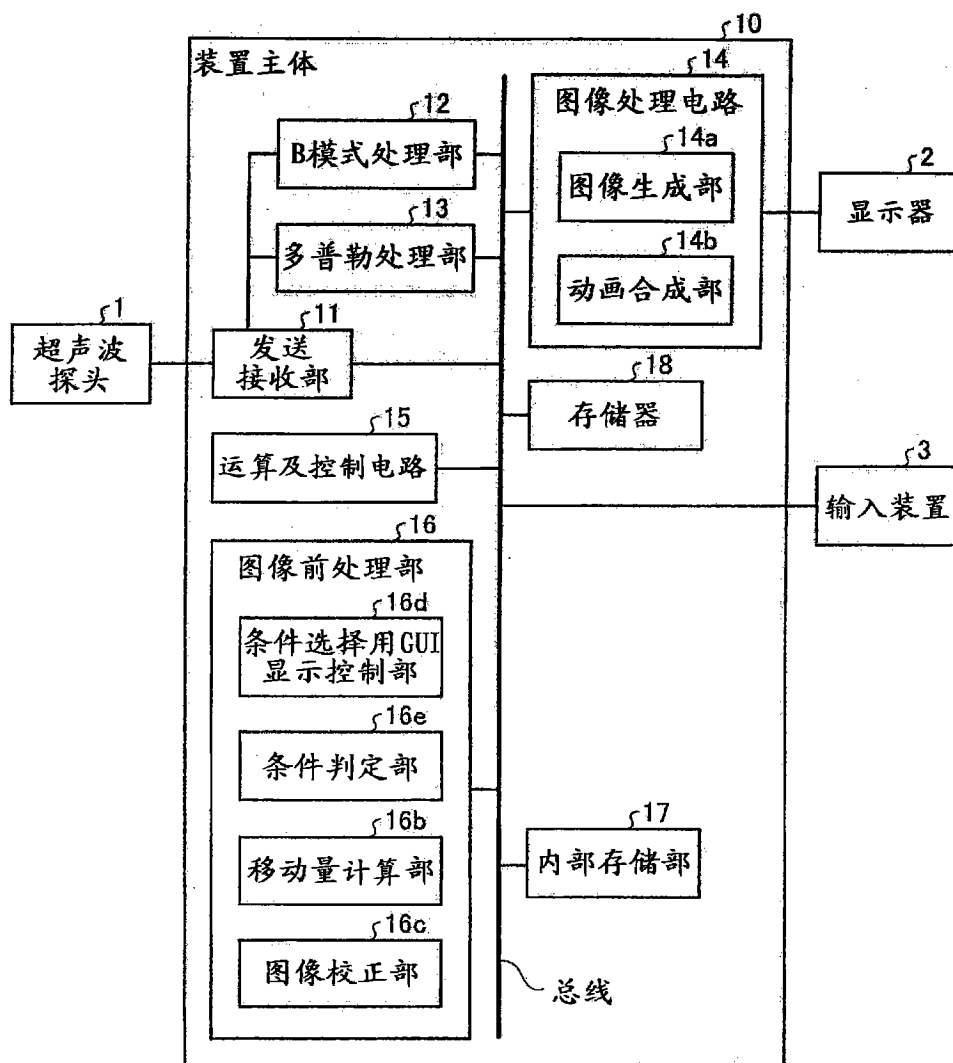 10
装置主体
12
B模式处理部
13
多普勒处理部
1
超声波
探头
11
发送
接收部
15
运算及控制电路
16
图像前处理部
16d
条件选择用GUI
显示控制部
16e
条件判定部
16b
移动量计算部
16c
图像校正部
14
图像处理电路
14a
图像生成部
14b
动画合成部
2
显示器
18
存储器
3
输入装置
17
内部存储部
总线